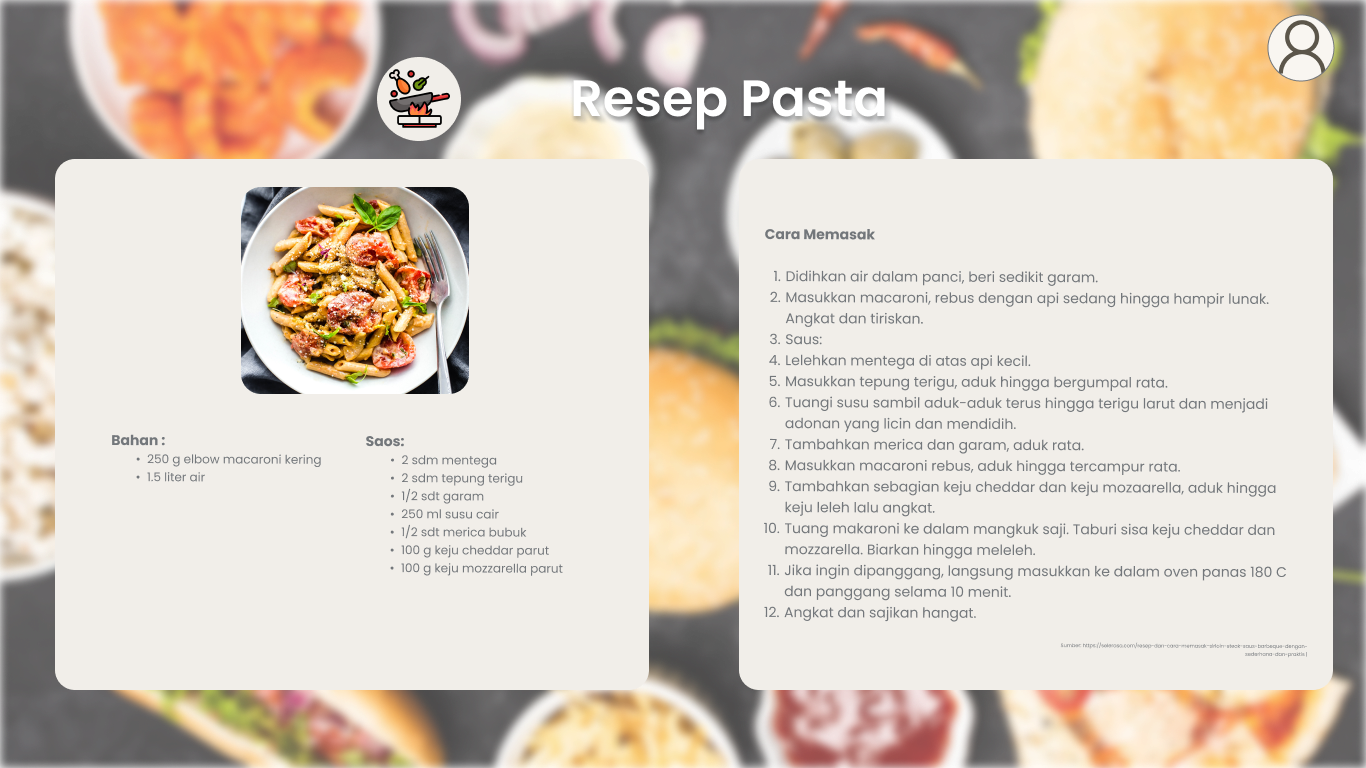 Resep Pasta
Bahan :
• 250 g elbow macaroni kering
• 1.5 liter air
Saos:
• 2 sdm mentega
• 2 sdm tepung terigu
• 1/2 sdt garam
• 250 ml susu cair
• 1/2 sdt merica bubuk
• 100 g keju cheddar parut
• 100 g keju mozzarella parut
Cara Memasak
1. Didihkan air dalam panci, beri sedikit garam.
2. Masukkan macaroni, rebus dengan api sedang hingga hampir lunak.
Angkat dan tiriskan.
3. Saus:
4. Lelehkan mentega di atas api kecil.
5. Masukkan tepung terigu, aduk hingga bergumpal rata.
6. Tuangi susu sambil aduk-aduk terus hingga terigu larut dan menjadi
adonan yang licin dan mendidih.
7. Tambahkan merica dan garam, aduk rata.
8. Masukkan macaroni rebus, aduk hingga tercampur rata.
9. Tambahkan sebagian keju cheddar dan keju mozaarella, aduk hingga
keju leleh lalu angkat.
10. Tuang makaroni ke dalam mangkuk saji. Taburi sisa keju cheddar dan
mozzarella. Biarkan hingga meleleh.
11. Jika ingin dipanggang, langsung masukkan ke dalam oven panas 180 C
dan panggang selama 10 menit.
12. Angkat dan sajikan hangat.